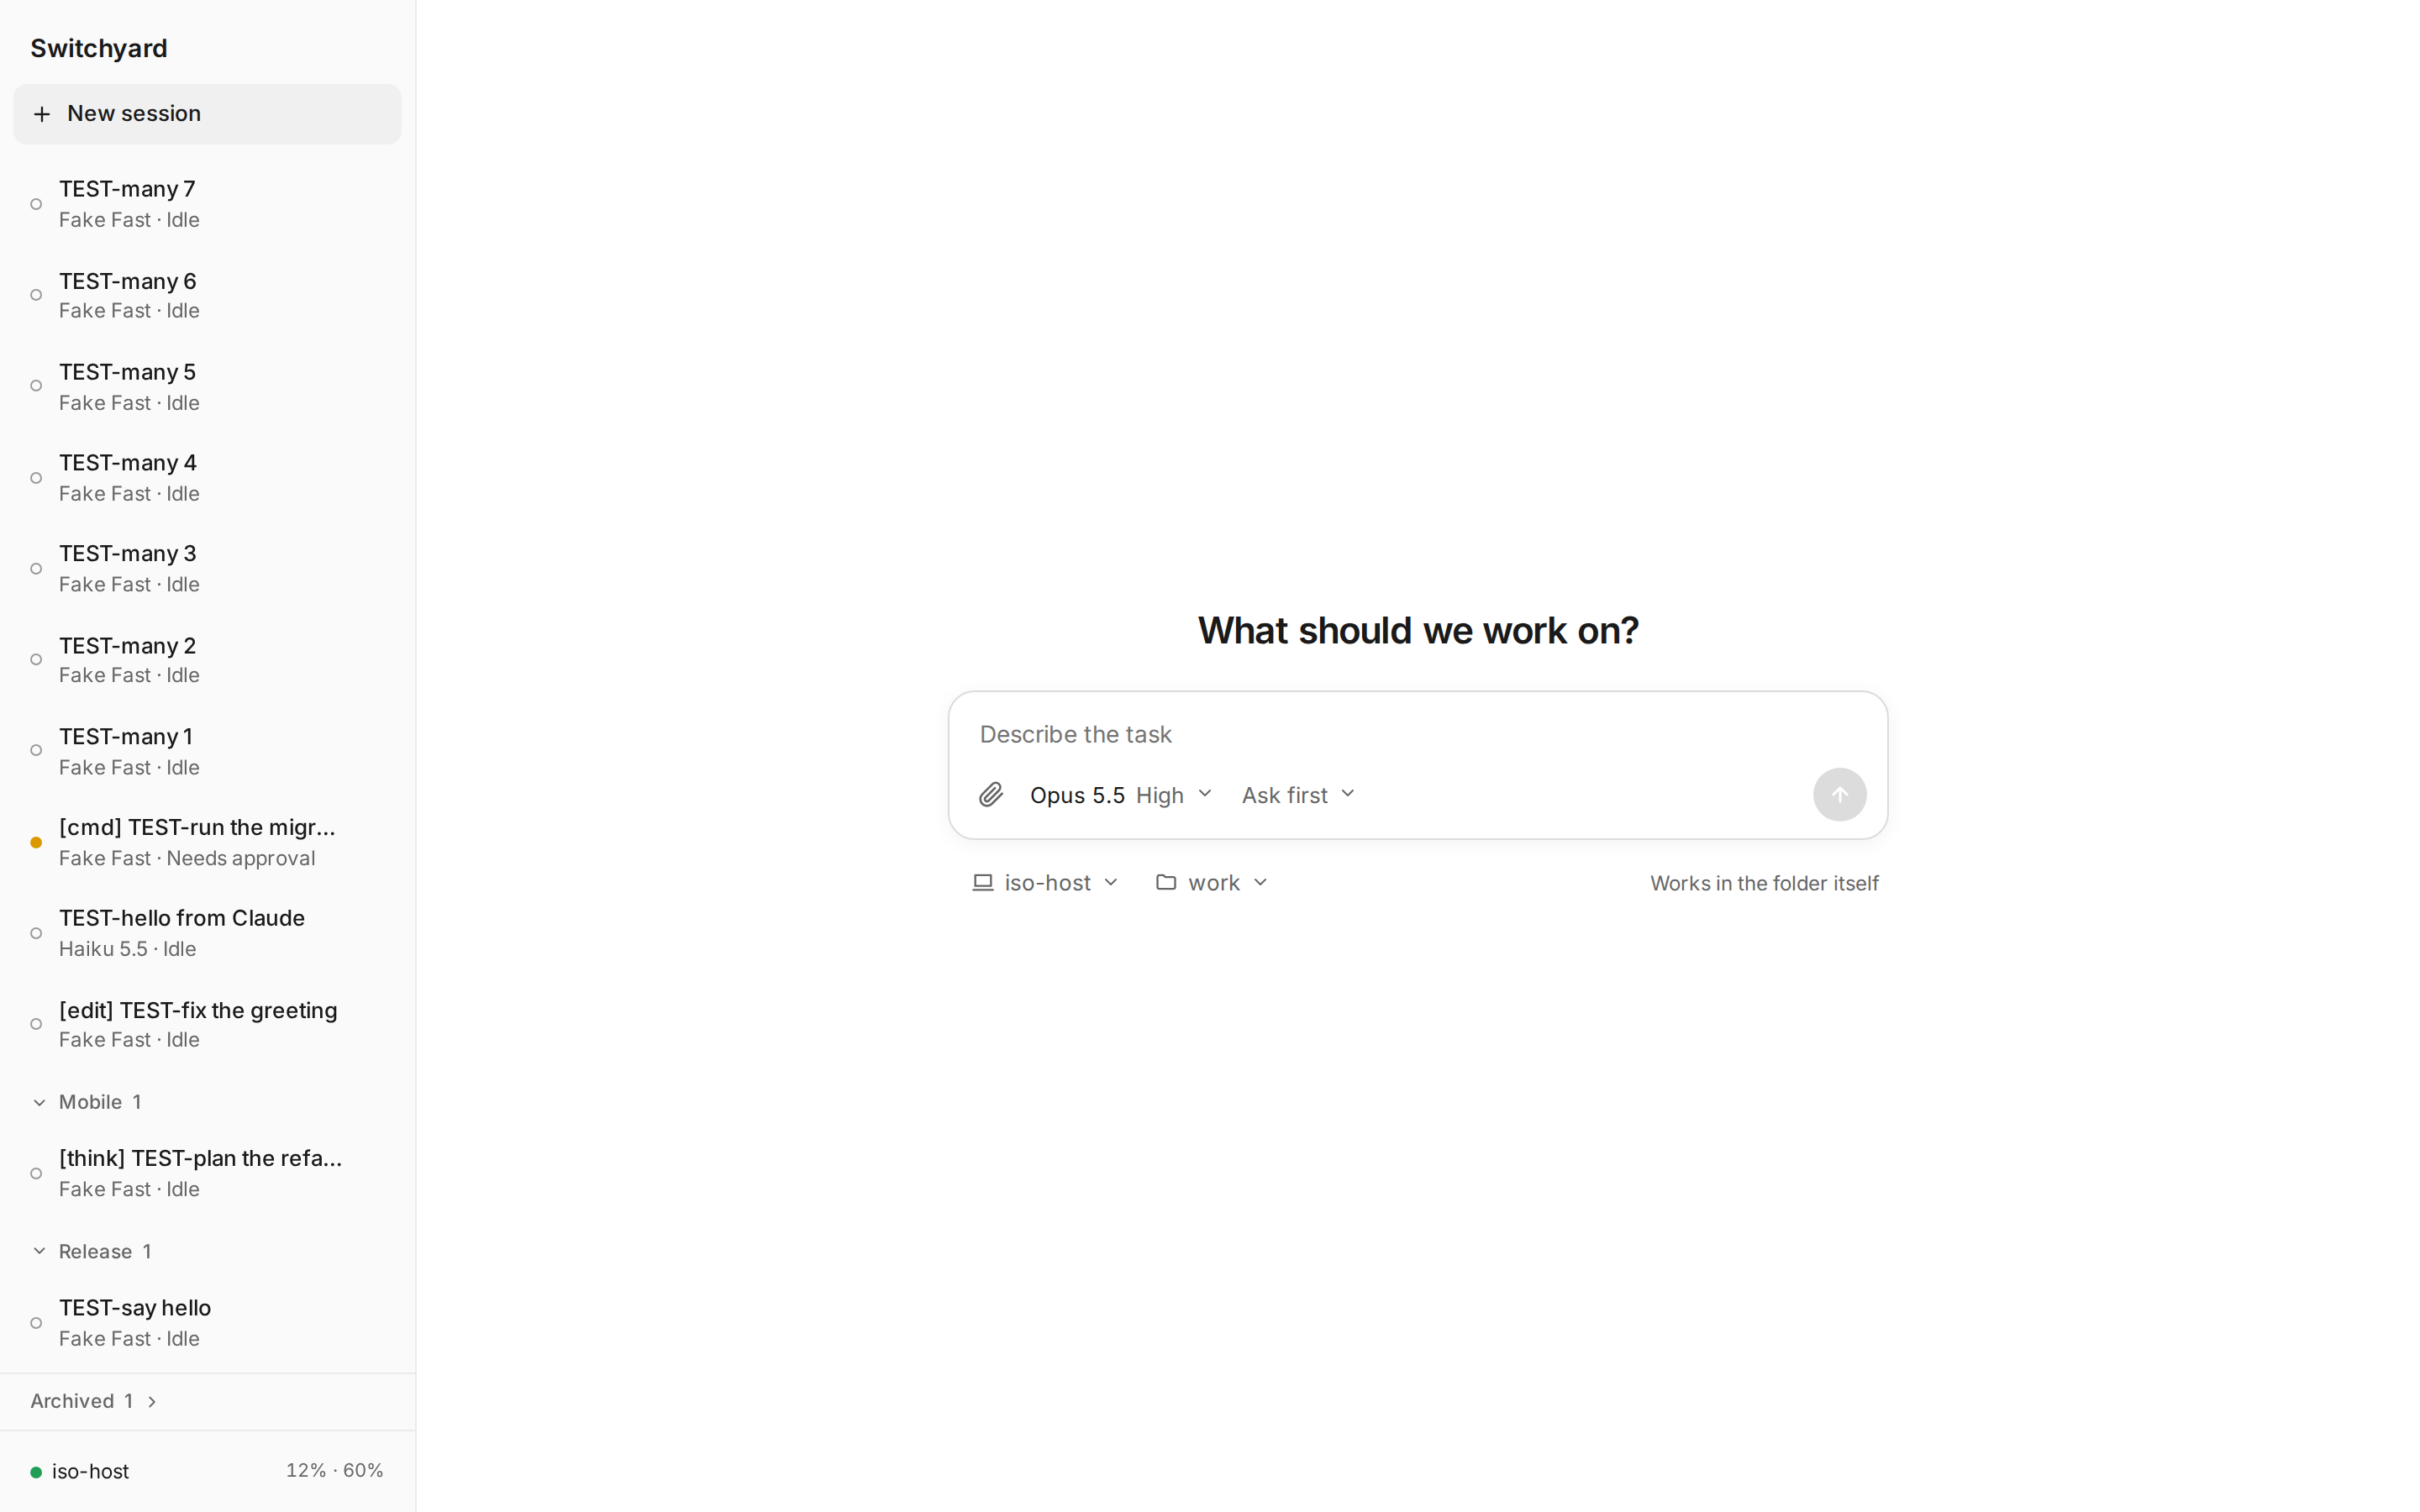 Switchyard
New session
TEST-many 7
Fake Fast · Idle
TEST-many 6
Fake Fast · Idle
TEST-many 5
Fake Fast · Idle
TEST-many 4
Fake Fast · Idle
TEST-many 3
Fake Fast · Idle
TEST-many 2
Fake Fast · Idle
TEST-many 1
Fake Fast · Idle
[cmd] TEST-run the migr...
Fake Fast · Needs approval
TEST-hello from Claude
Haiku 5.5 · Idle
[edit] TEST-fix the greeting
Fake Fast · Idle
Mobile 1
[think] TEST-plan the refa...
Fake Fast · Idle
Release 1
TEST-say hello
Fake Fast · Idle
Archived 1
iso-host 12% · 60%
What should we work on?
Describe the task
Opus 5.5 High Ask first
iso-host work Works in the folder itself